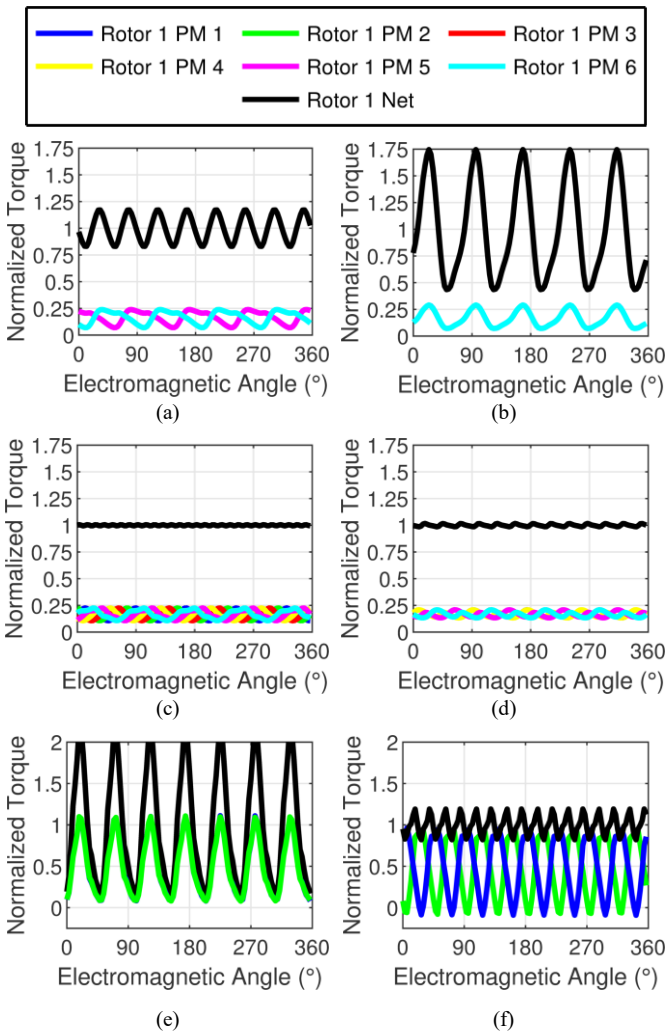 Rotor 1 PM 1 Rotor 1 PM 2 Rotor 1 PM 3
Rotor 1 PM 4 Rotor 1 PM 5 Rotor 1 PM 6
Rotor 1 Net
Normalized Torque
1.75
1.5
1.25
1
0.75
0.5
0.25
0
0 90 180 270 360
Electromagnetic Angle (°)
(a)
Normalized Torque
1.75
1.5
1.25
1
0.75
0.5
0.25
0
0 90 180 270 360
Electromagnetic Angle (°)
(b)
Normalized Torque
1.75
1.5
1.25
1
0.75
0.5
0.25
0
0 90 180 270 360
Electromagnetic Angle (°)
(c)
Normalized Torque
1.75
1.5
1.25
1
0.75
0.5
0.25
0
0 90 180 270 360
Electromagnetic Angle (°)
(d)
Normalized Torque
2
1.5
1
0.5
0
0 90 180 270 360
Electromagnetic Angle (°)
(e)
Normalized Torque
2
1.5
1
0.5
0
0 90 180 270 360
Electromagnetic Angle (°)
(f)